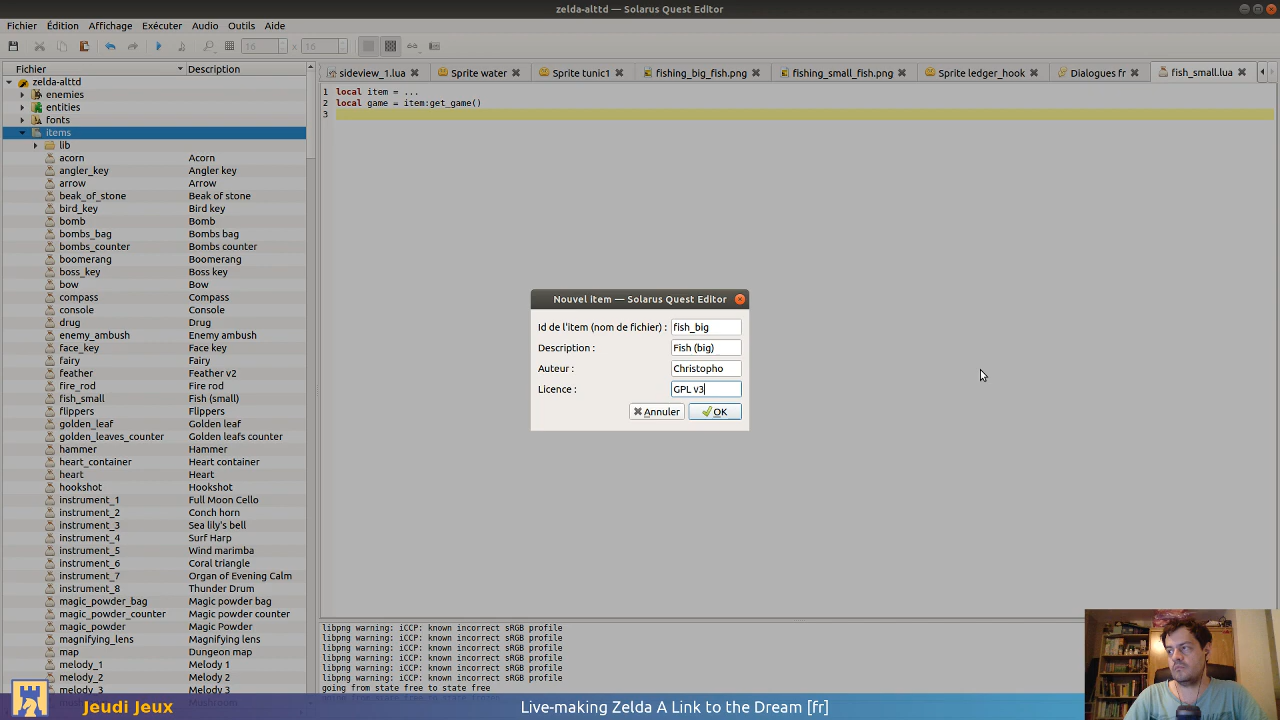 zelda-alttd — Solarus Quest Editor
Fichier Édition Affichage Exécuter Audio Outils Aide
16 x 16
Fichier Description
sideview_1.lua Sprite water Sprite tunic1 fishing_big_fish.png fishing_small_fish.png Sprite ledger_hook Dialogues fr fish_small.lua
zelda-alttd
enemies
entities
fonts
items
lib
acorn Acorn
angler_key Angler key
arrow Arrow
beak_of_stone Beak of stone
bird_key Bird key
bomb Bomb
bombs_bag Bombs bag
bombs_counter Bombs counter
boomerang Boomerang
boss_key Boss key
bow Bow
compass Compass
console Console
drug Drug
enemy_ambush Enemy ambush
face_key Face key
fairy Fairy
feather Feather v2
fire_rod Fire rod
fish_small Fish (small)
flippers Flippers
golden_leaf Golden leaf
golden_leaves_counter Golden leafs counter
hammer Hammer
heart_container Heart container
heart Heart
hookshot Hookshot
instrument_1 Full Moon Cello
instrument_2 Conch horn
instrument_3 Sea lily's bell
instrument_4 Surf Harp
instrument_5 Wind marimba
instrument_6 Coral triangle
instrument_7 Organ of Evening Calm
instrument_8 Thunder Drum
magic_powder_bag Magic powder bag
magic_powder_counter Magic powder counter
magic_powder Magic Powder
magnifying_lens Magnifying lens
map Dungeon map
melody_1 Melody 1
melody_2 Melody 2
melody_3 Melody 3
1 local item = ...
2 local game = item:get_game()
3
Nouvel item — Solarus Quest Editor
Id de l'item (nom de fichier) : fish_big
Description : Fish (big)
Auteur : Christopho
Licence : GPL v3
Annuler OK
libpng warning: iCCP: known incorrect sRGB profile
libpng warning: iCCP: known incorrect sRGB profile
libpng warning: iCCP: known incorrect sRGB profile
libpng warning: iCCP: known incorrect sRGB profile
libpng warning: iCCP: known incorrect sRGB profile
libpng warning: iCCP: known incorrect sRGB profile
going from state free to state free
Jeudi Jeux
Live-making Zelda A Link to the Dream [fr]